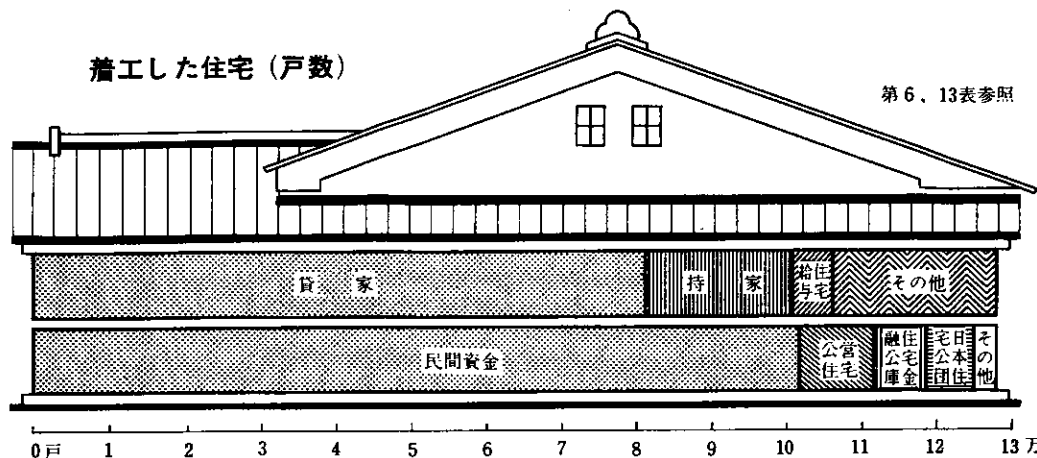 着工した住宅（戸数）
第6、13表参照
貸家
持家
給与住宅
その他
民間資金
公営住宅
住宅金融公庫
日本住宅公団
その他
0戸 1 2 3 4 5 6 7 8 9 10 11 12 13万